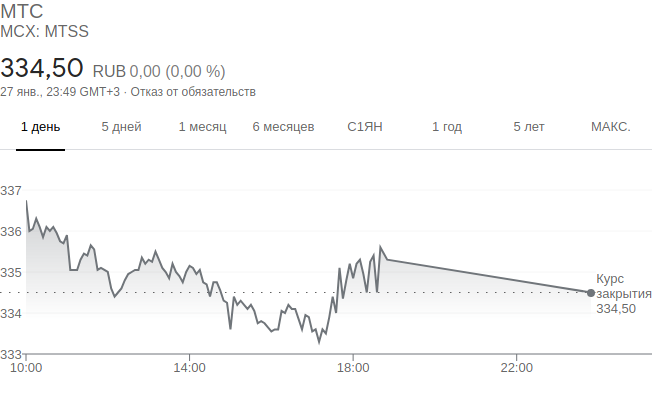 МТС
MCX: MTSS
334,50 RUB 0,00 (0,00 %)
27 янв., 23:49 GMT+3 · Отказ от обязательств
1 день 5 дней 1 месяц 6 месяцев С1ЯН 1 год 5 лет МАКС.
337
336
335
334
333
Курс
закрытия
334,50
10:00 14:00 18:00 22:00